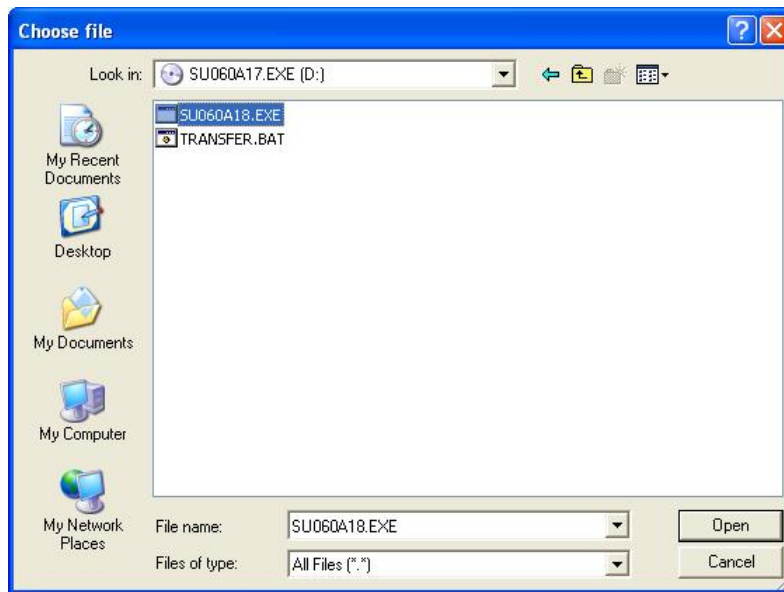 Choose file
Look in:
SU060A17.EXE (D:)
SU060A18.EXE
TRANSFER.BAT
My Recent
Documents
Desktop
My Documents
My Computer
My Network
Places
File name:
SU060A18.EXE
Open
Files of type:
All Files (*.*)
Cancel